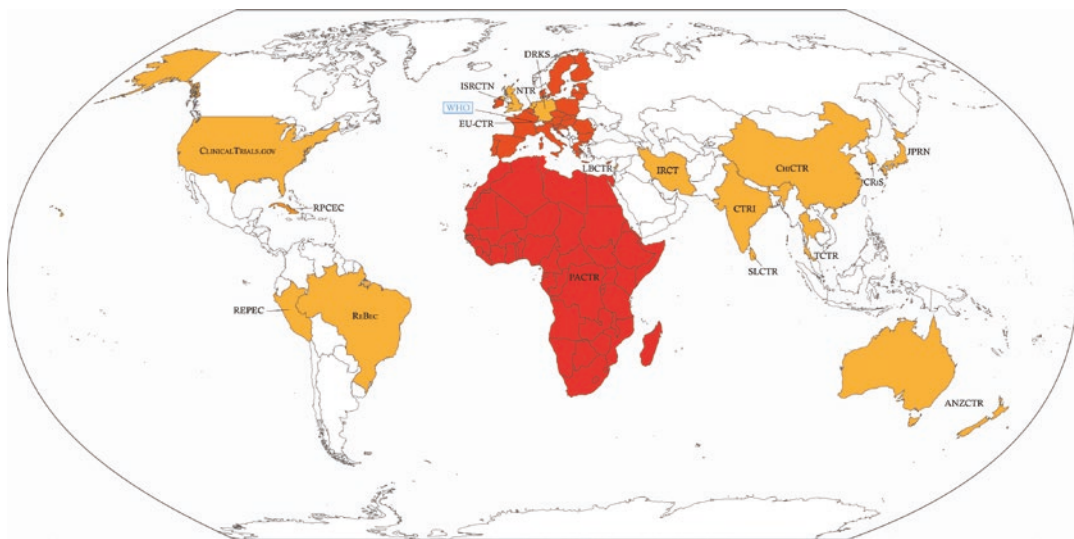 DRKS
ISRCTN
NTR
WHO
EU-CTR
CLINICALTRIALS.GOV
LBCTR
IRCT
CHICTR
JPRN
CRIS
RPCEC
CTRI
PACTR
SLCTR
TCTR
REPEC
REBEC
ANZCTR